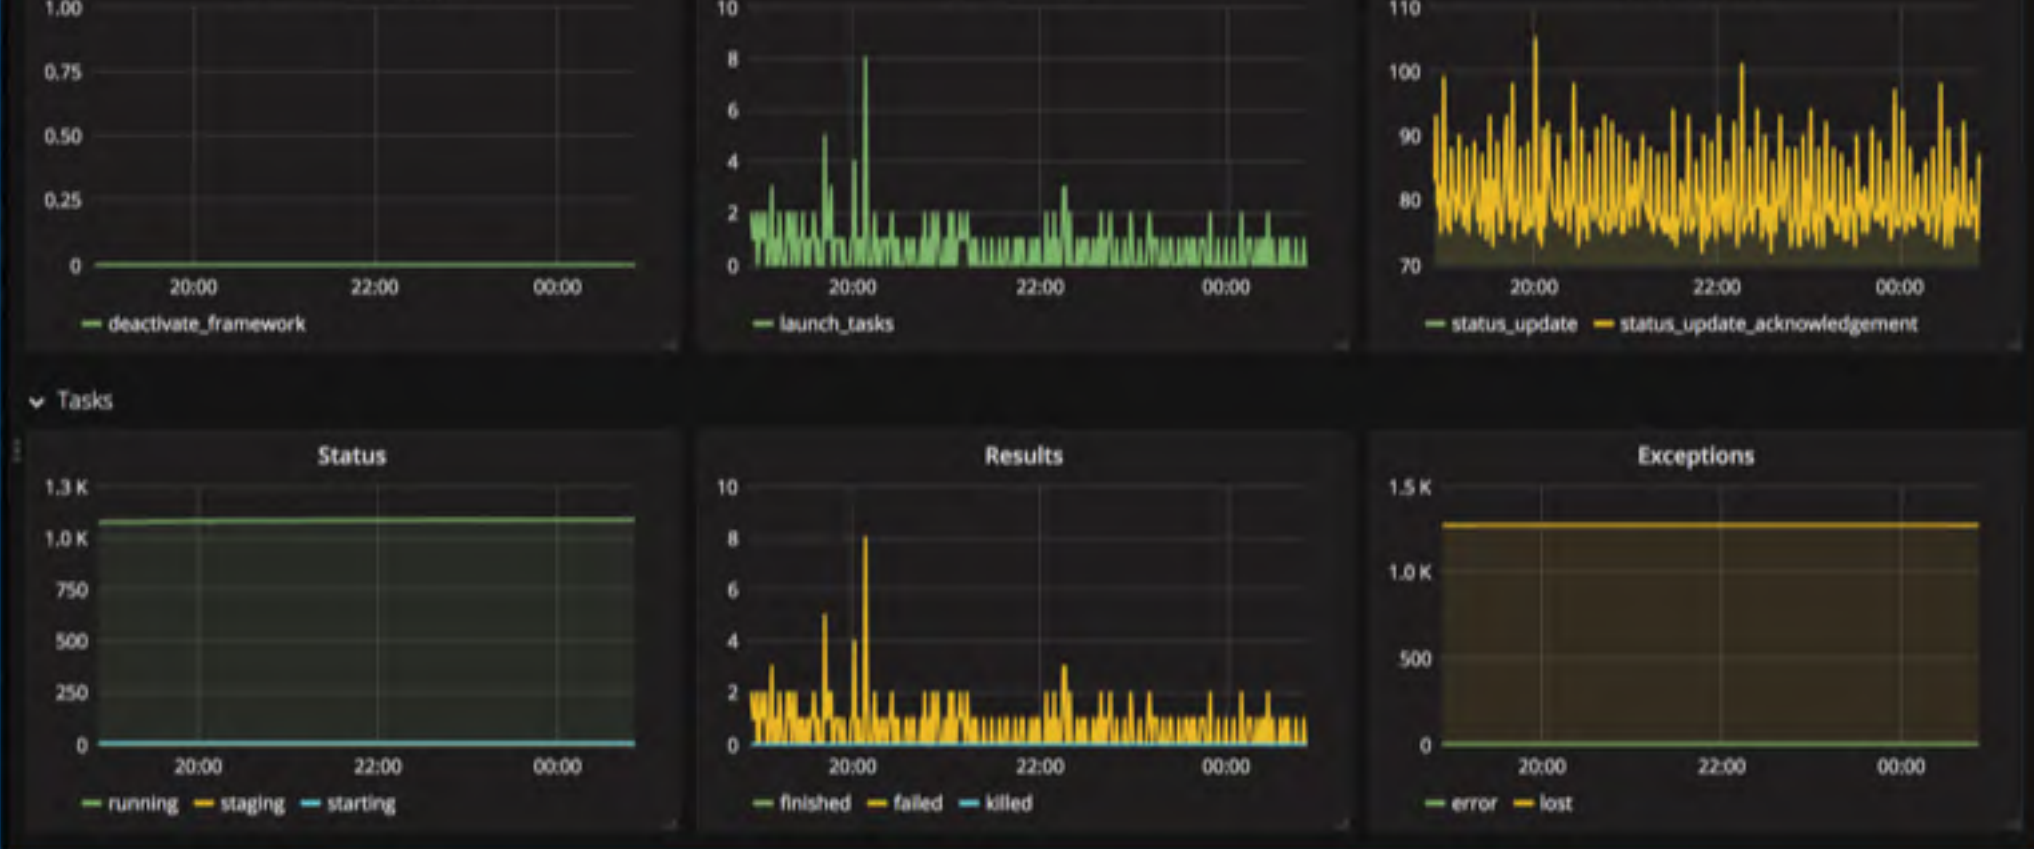 1.00
0.75
0.50
0.25
0
20:00 22:00 00:00
deactivate_framework
10
8
6
4
2
0
20:00 22:00 00:00
launch_tasks
110
100
90
80
70
20:00 22:00 00:00
status_update status_update_acknowledgement
Tasks
Status
1.3 K
1.0 K
750
500
250
0
20:00 22:00 00:00
running staging starting
Results
10
8
6
4
2
0
20:00 22:00 00:00
finished failed killed
Exceptions
1.5 K
1.0 K
500
0
20:00 22:00 00:00
error lost